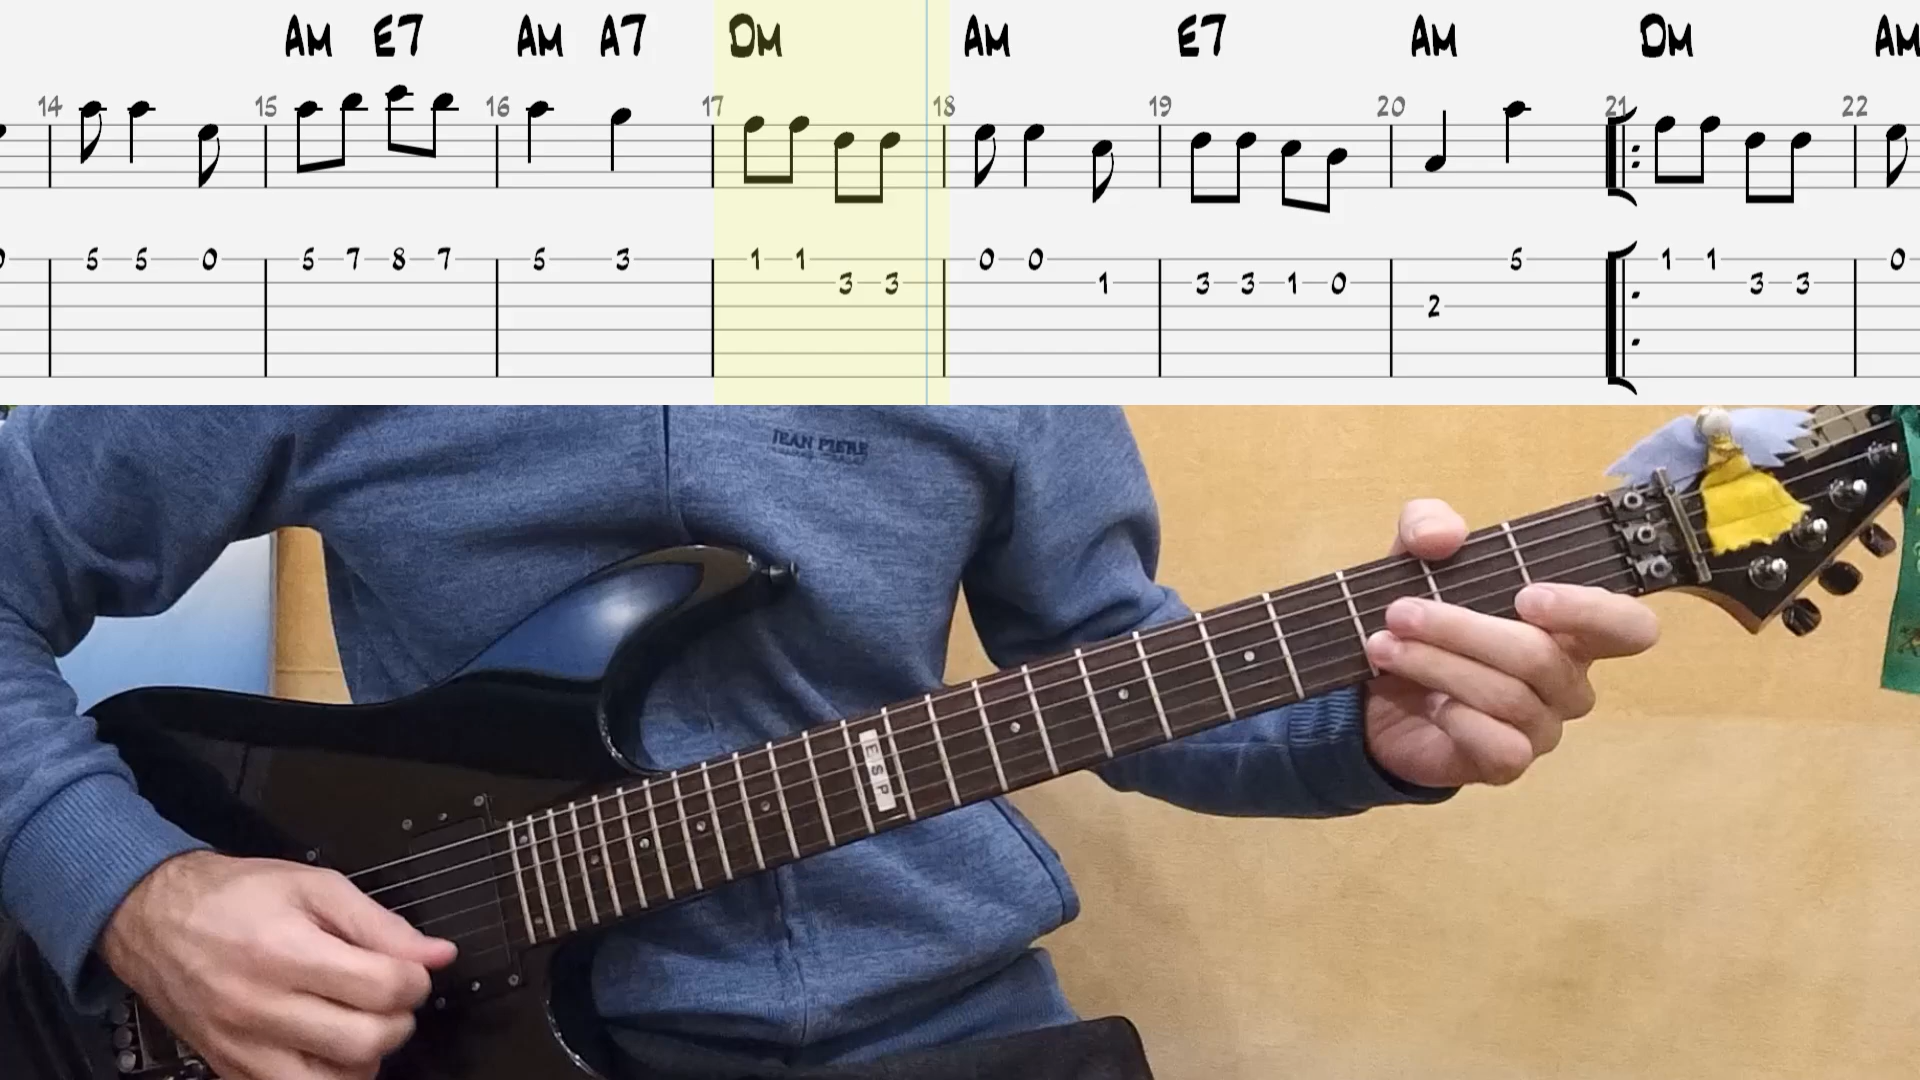 AM E7 AM A7 DM AM E7 AM DM AM
14 15 16 17 18 19 20 21 22
0 5 5 0 5 7 8 7 5 3 1 1 0 0 5 1 1 0
3 3 1 3 3 1 0 3 3
2
JEAN PIERE
ESP